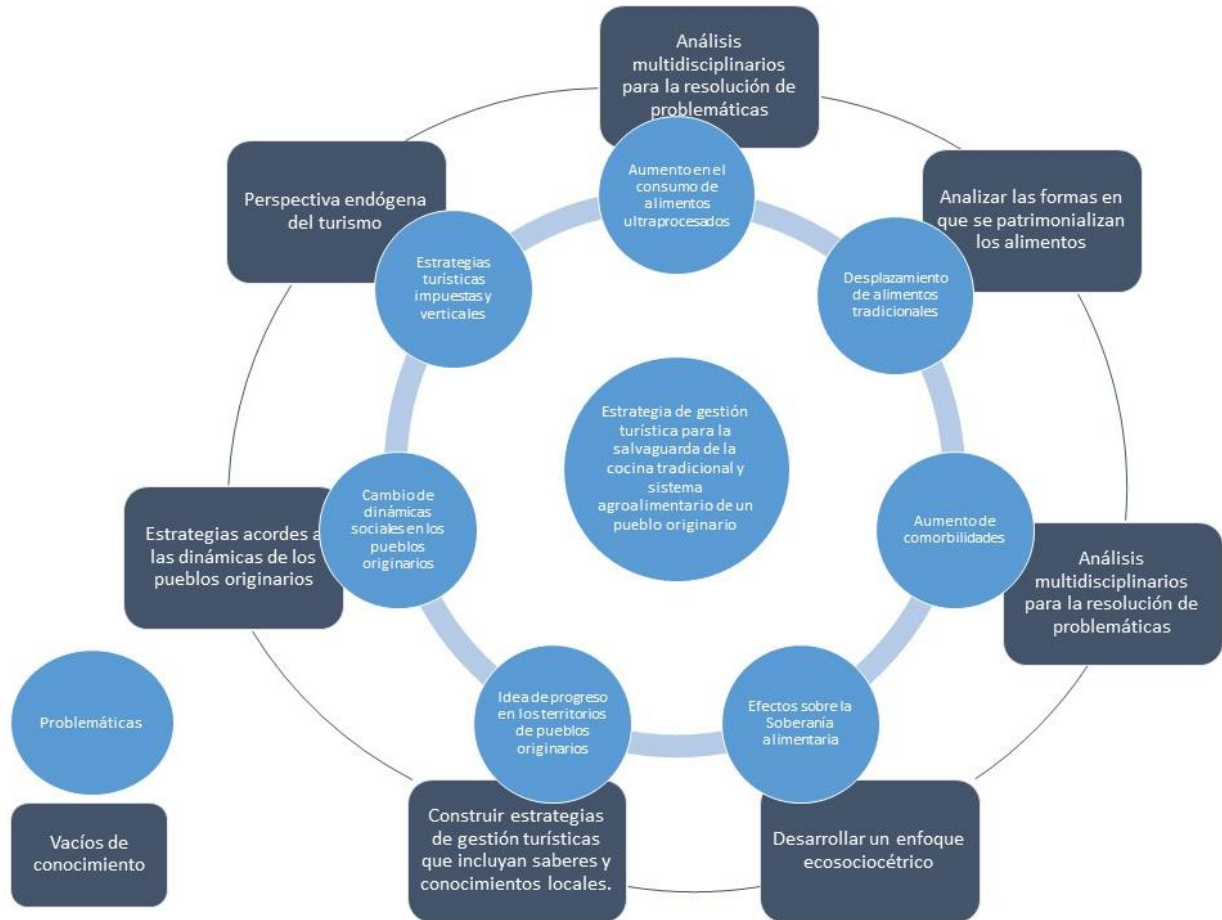 Análisis
multidisciplinarios
para la resolución de
problemáticas
Aumento en el
consumo de
alimentos
ultraprocesados
Analizar las formas en
que se patrimonializan
los alimentos
Desplazamiento
de alimentos
tradicionales
Análisis
multidisciplinarios
para la resolución de
problemáticas
Aumento de
comorbilidades
Desarrollar un enfoque
ecosociocétrico
Efectos sobre la
Soberanía
alimentaria
Construir estrategias
de gestión turísticas
que incluyan saberes y
conocimientos locales.
Idea de progreso
en los territorios
de pueblos
originarios
Estrategias acordes a
las dinámicas de los
pueblos originarios
Cambio de
dinámicas
sociales en los
pueblos
originarios
Perspectiva endógena
del turismo
Estrategias
turísticas
impuestas y
verticales
Estrategia de gestión
turística para la
salvaguarda de la
cocina tradicional y
sistema
agroalimentario de un
pueblo originario
Problemáticas
Vacíos de
conocimiento